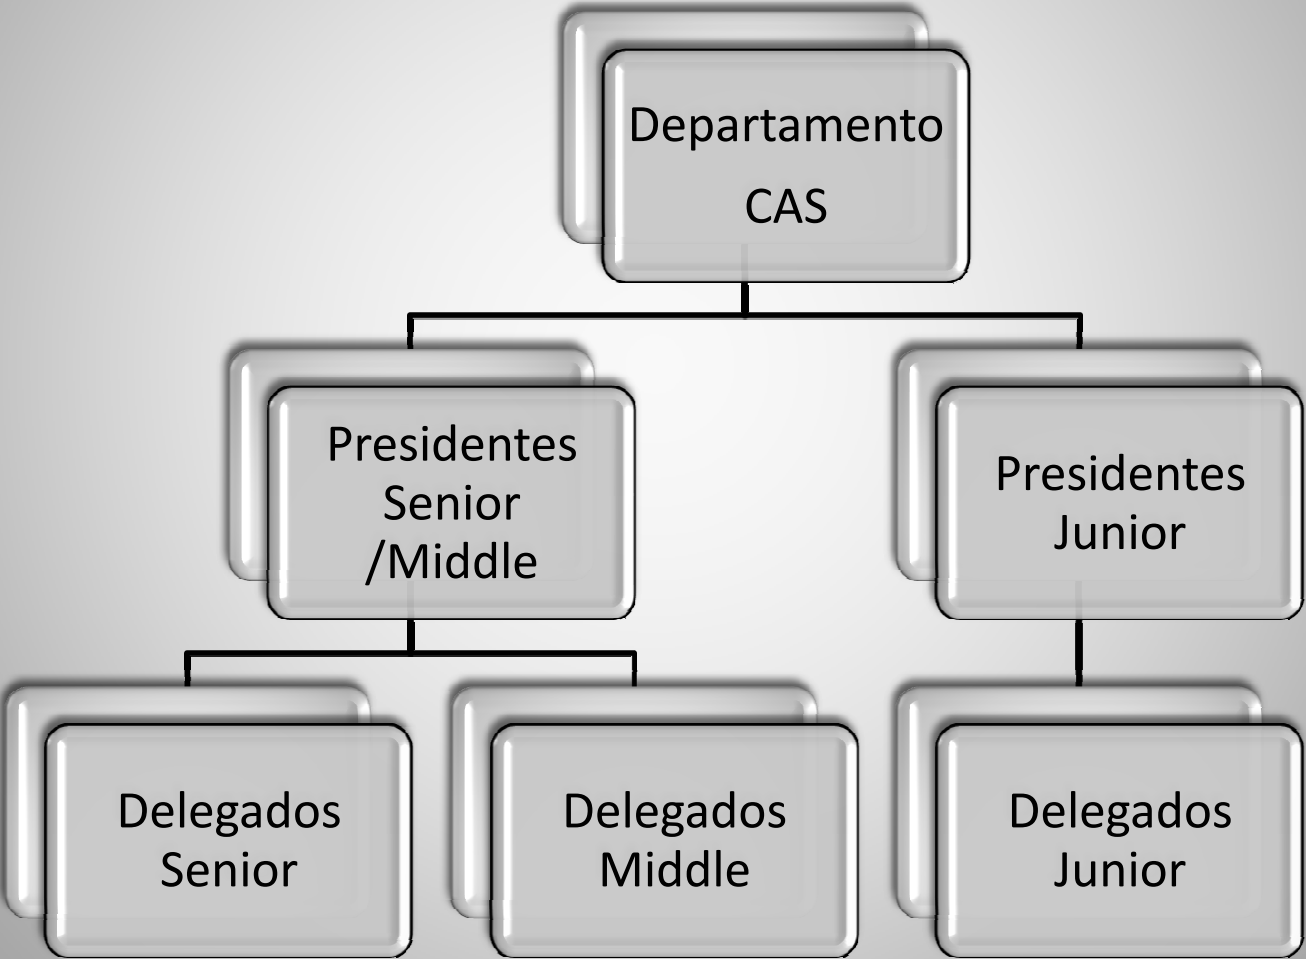 Departamento
CAS
Presidentes
Senior
/Middle
Presidentes
Junior
Delegados
Senior
Delegados
Middle
Delegados
Junior